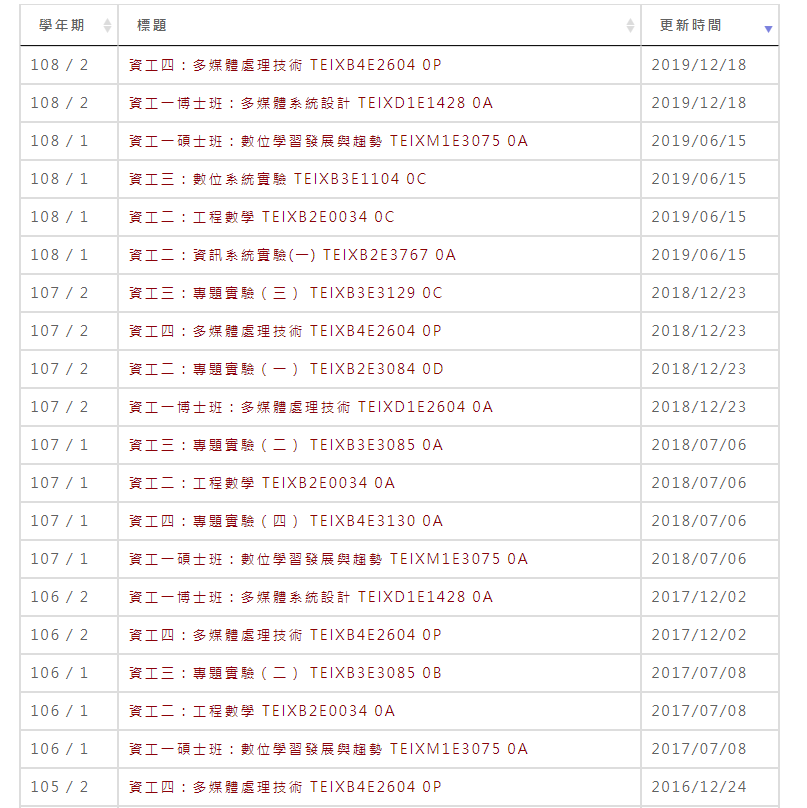 學年期 標題 更新時間
108 / 2 資工四：多媒體處理技術 TEIXB4E2604 0P 2019/12/18
108 / 2 資工一博士班：多媒體系統設計 TEIXD1E1428 0A 2019/12/18
108 / 1 資工一碩士班：數位學習發展與趨勢 TEIXM1E3075 0A 2019/06/15
108 / 1 資工三：數位系統實驗 TEIXB3E1104 0C 2019/06/15
108 / 1 資工二：工程數學 TEIXB2E0034 0C 2019/06/15
108 / 1 資工二：資訊系統實驗(一) TEIXB2E3767 0A 2019/06/15
107 / 2 資工三：專題實驗（三） TEIXB3E3129 0C 2018/12/23
107 / 2 資工四：多媒體處理技術 TEIXB4E2604 0P 2018/12/23
107 / 2 資工二：專題實驗（一） TEIXB2E3084 0D 2018/12/23
107 / 2 資工一博士班：多媒體處理技術 TEIXD1E2604 0A 2018/12/23
107 / 1 資工三：專題實驗（二） TEIXB3E3085 0A 2018/07/06
107 / 1 資工二：工程數學 TEIXB2E0034 0A 2018/07/06
107 / 1 資工四：專題實驗（四） TEIXB4E3130 0A 2018/07/06
107 / 1 資工一碩士班：數位學習發展與趨勢 TEIXM1E3075 0A 2018/07/06
106 / 2 資工一博士班：多媒體系統設計 TEIXD1E1428 0A 2017/12/02
106 / 2 資工四：多媒體處理技術 TEIXB4E2604 0P 2017/12/02
106 / 1 資工三：專題實驗（二） TEIXB3E3085 0B 2017/07/08
106 / 1 資工二：工程數學 TEIXB2E0034 0A 2017/07/08
106 / 1 資工一碩士班：數位學習發展與趨勢 TEIXM1E3075 0A 2017/07/08
105 / 2 資工四：多媒體處理技術 TEIXB4E2604 0P 2016/12/24